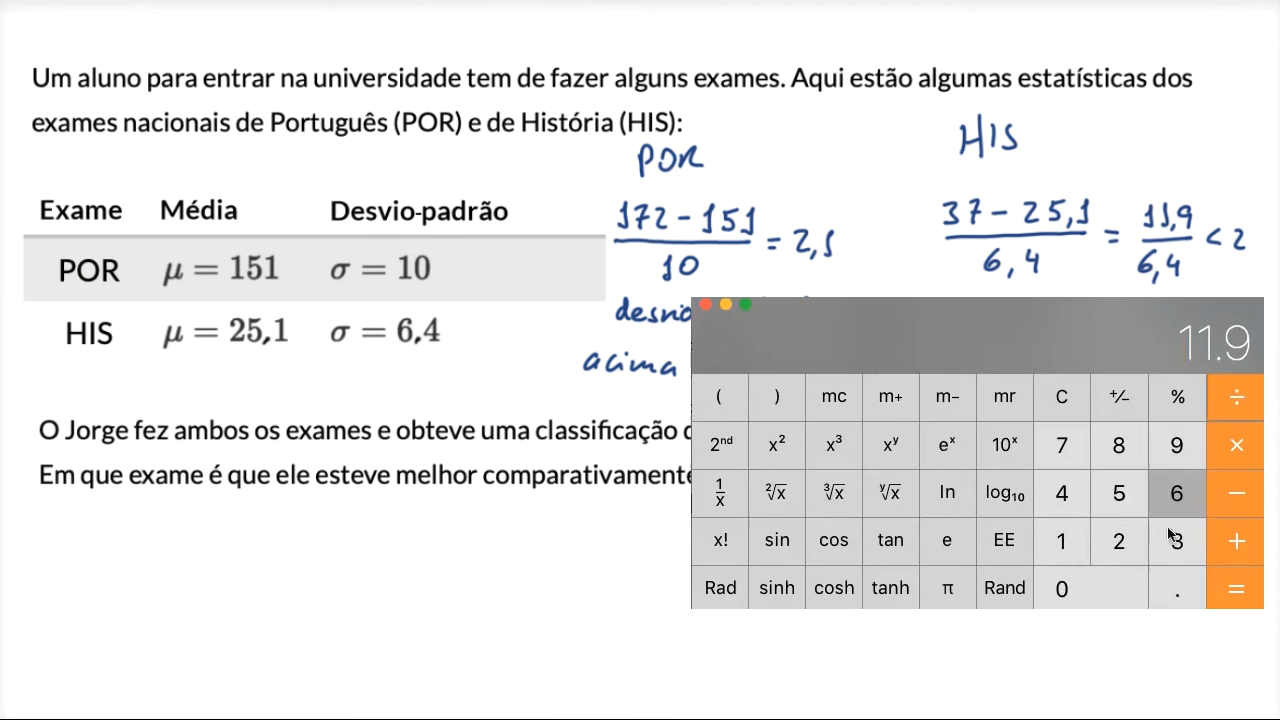 Um aluno para entrar na universidade tem de fazer alguns exames. Aqui estão algumas estatísticas dos
exames nacionais de Português (POR) e de História (HIS):
POR
HIS
Exame Média Desvio-padrão
POR μ = 151 σ = 10
HIS μ = 25,1 σ = 6,4
172 - 151
10
= 2,1
37 - 25,1
6,4
=
11,9
6,4
< 2
acima
O Jorge fez ambos os exames e obteve uma classificação
Em que exame é que ele esteve melhor
11.9
( ) mc m+ m- mr C +/- % ÷
2nd x² x³ xʸ eˣ 10ˣ 7 8 9 ×
1/x ²√x ³√x ʸ√x ln log₁₀ 4 5 6 −
x! sin cos tan e EE 1 2 3 +
Rad sinh cosh tanh π Rand 0 . =